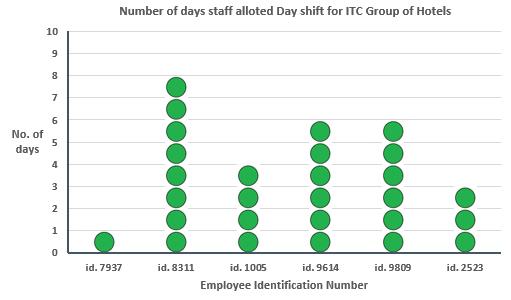 Number of days staff alloted Day shift for ITC Group of Hotels
10
9
8
7
6
5
4
3
2
1
0
No. of
days
id. 7937 id. 8311 id. 1005 id. 9614 id. 9809 id. 2523
Employee Identification Number